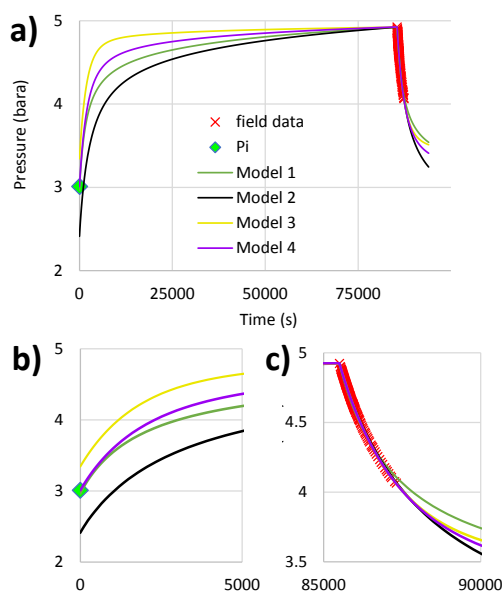 a)
Pressure (bara)
5
4
3
2
field data
Pi
Model 1
Model 2
Model 3
Model 4
0
25000
50000
75000
Time (s)
b)
5
4
3
2
0
5000
c)
5
4.5
4
3.5
85000
90000